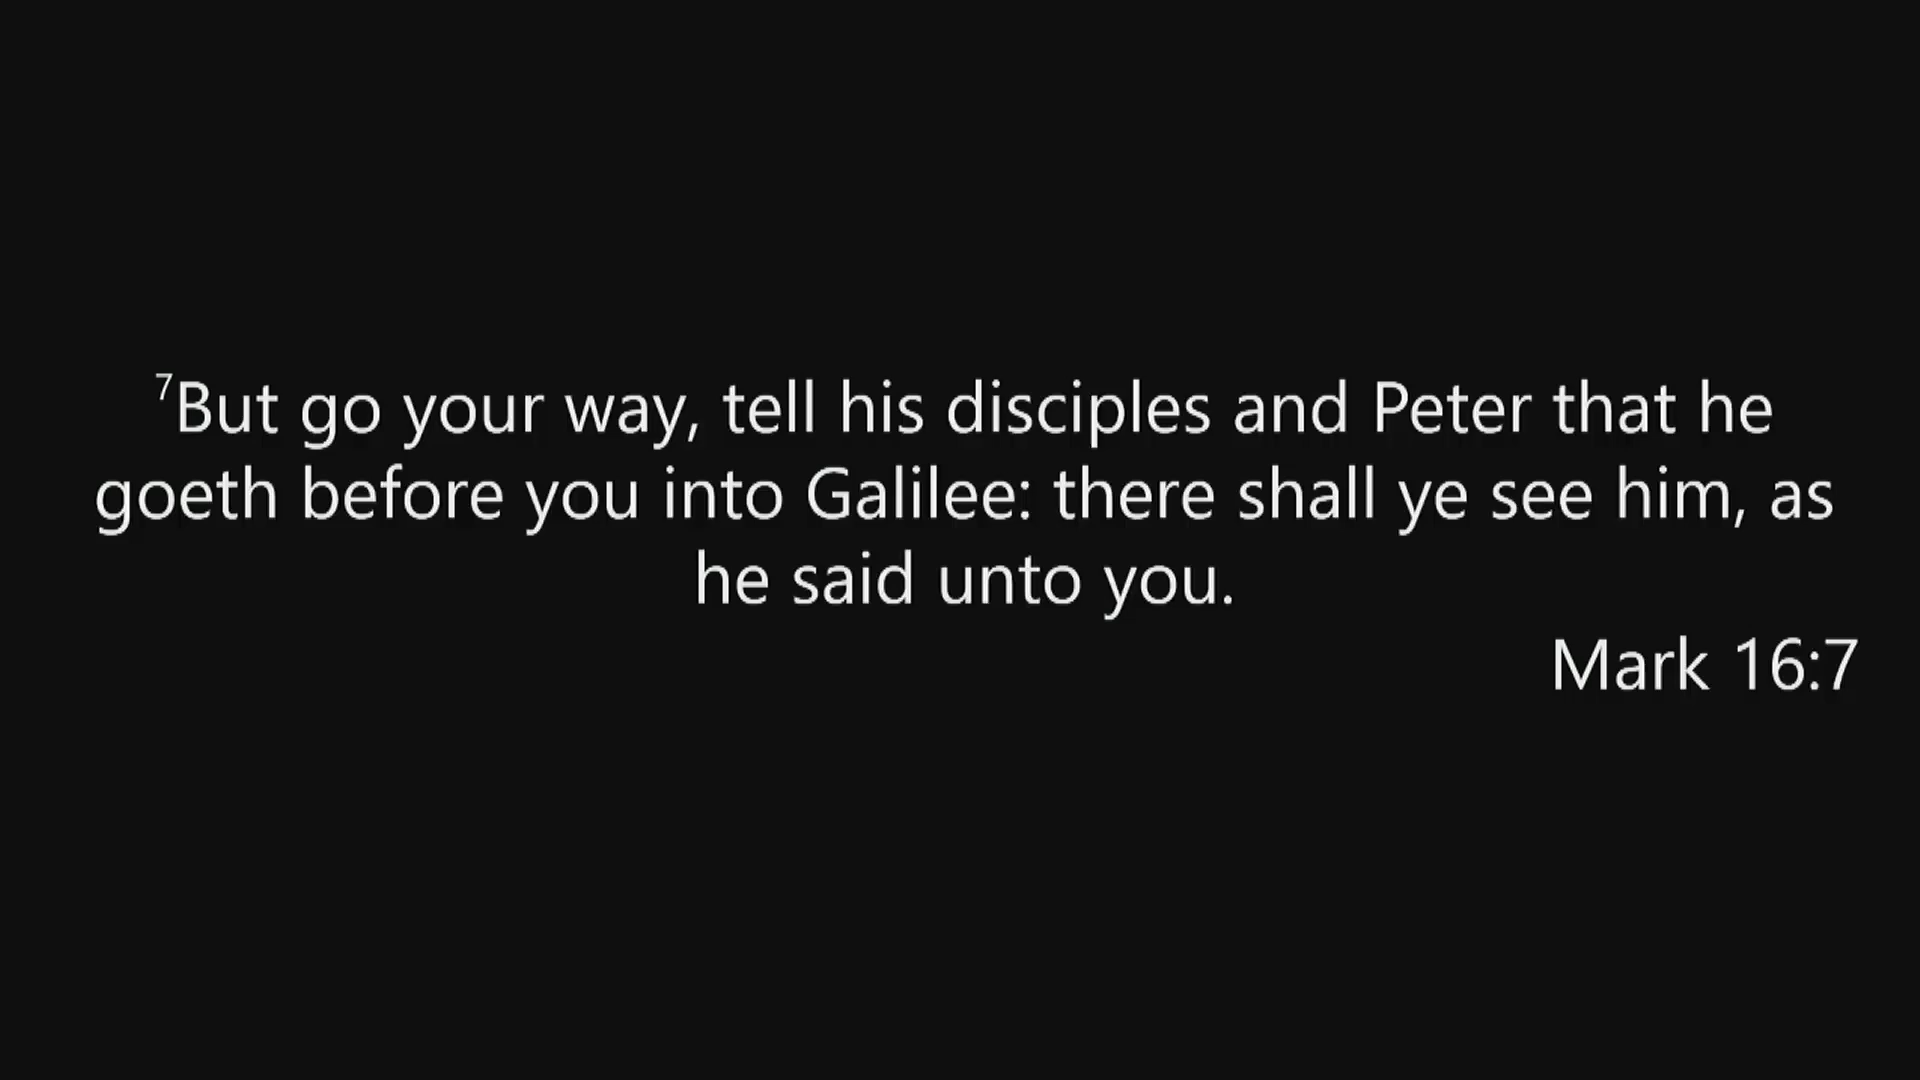 7But go your way, tell his disciples and Peter that he
goeth before you into Galilee: there shall ye see him, as
he said unto you.
Mark 16:7